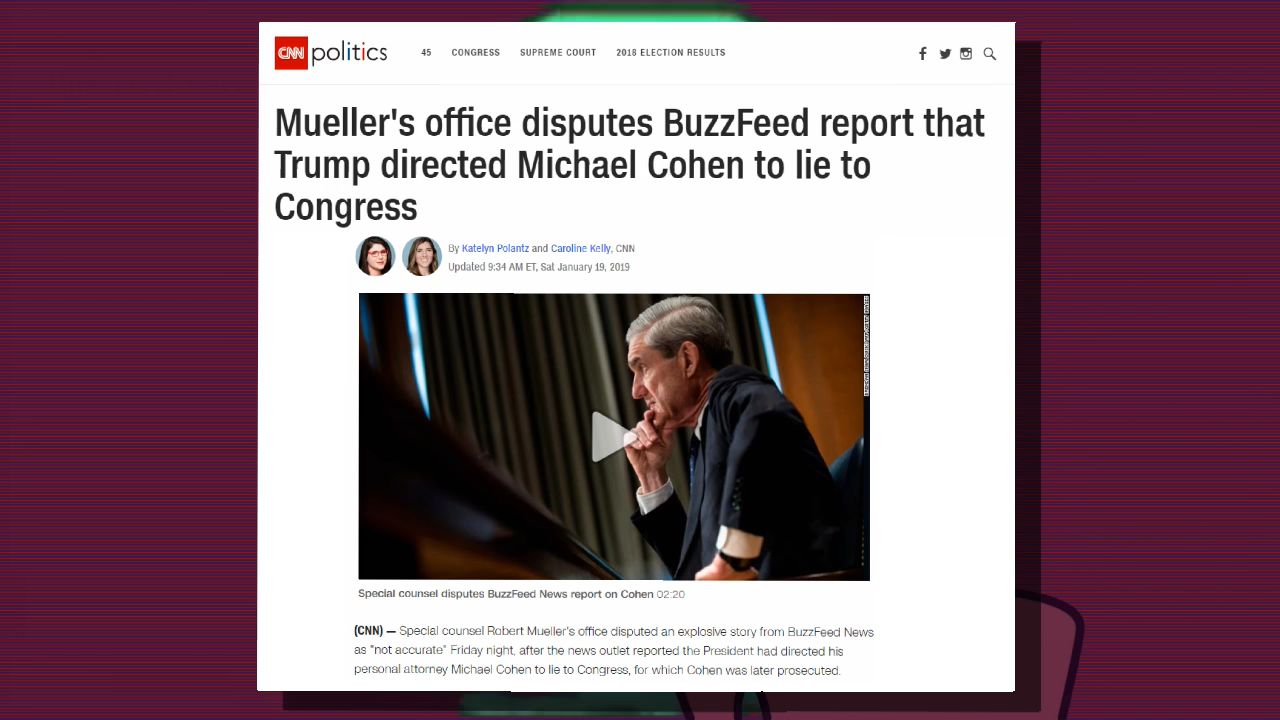 CNN politics 45 CONGRESS SUPREME COURT 2018 ELECTION RESULTS
Mueller's office disputes BuzzFeed report that
Trump directed Michael Cohen to lie to
Congress
By Katelyn Polantz and Caroline Kelly, CNN
Updated 9:34 AM ET, Sat January 19, 2019
Special counsel disputes BuzzFeed News report on Cohen 02:20
(CNN) — Special counsel Robert Mueller's office disputed an explosive story from BuzzFeed News
as "not accurate" Friday night, after the news outlet reported the President had directed his
personal attorney Michael Cohen to lie to Congress, for which Cohen was later prosecuted.